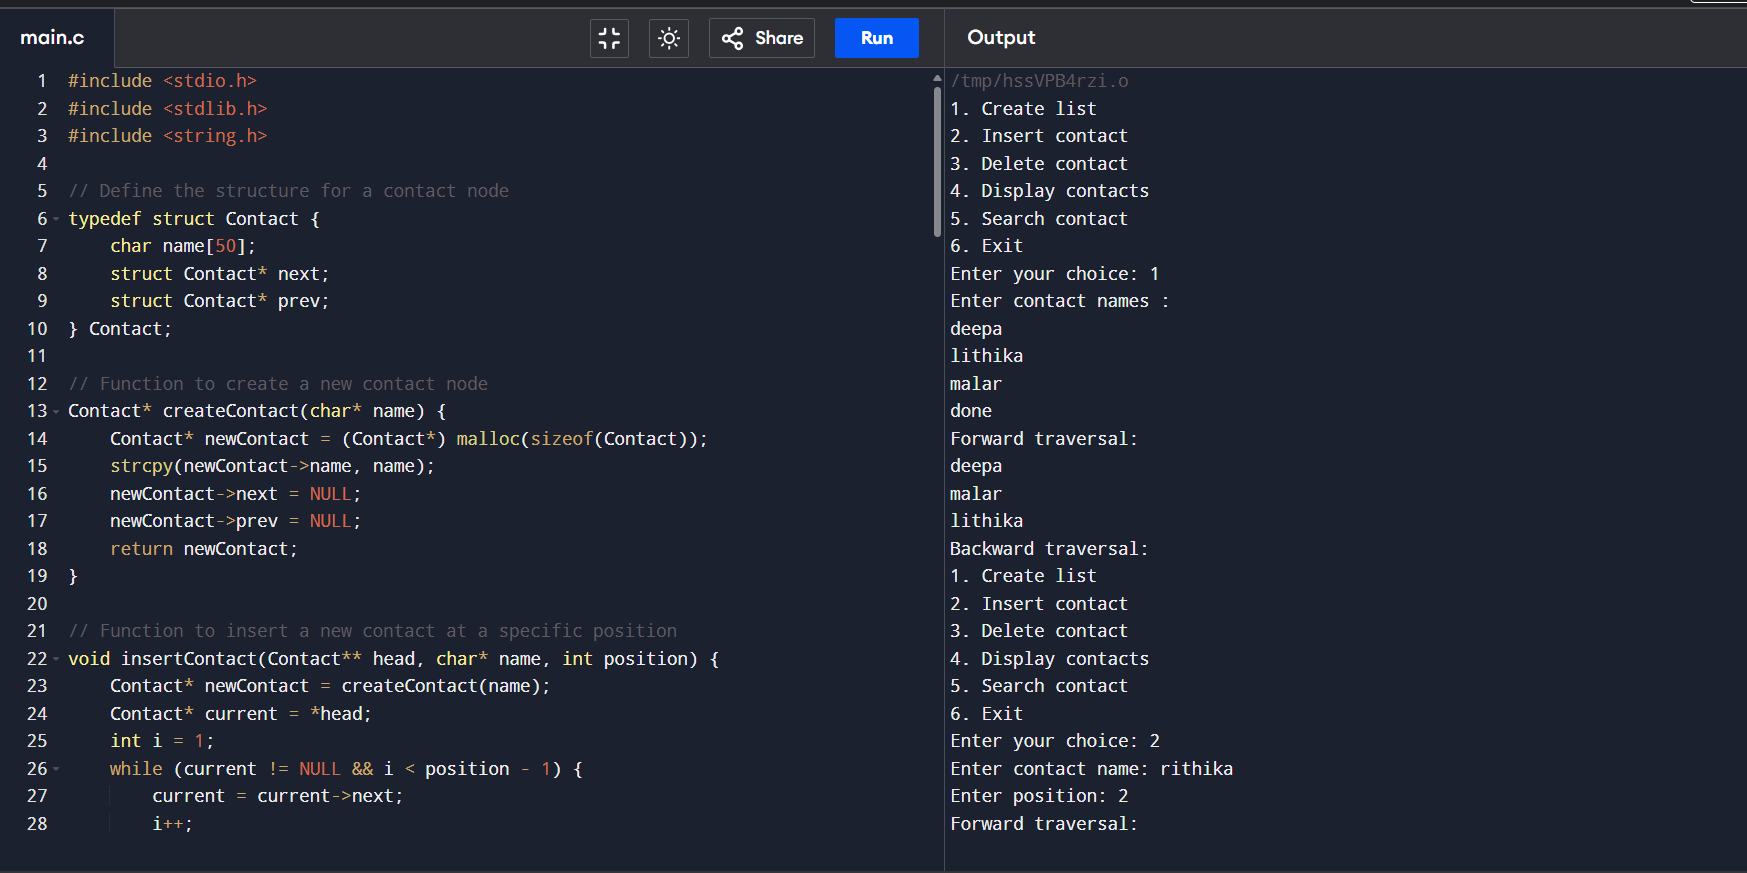 main.c
Share
Run
Output
1 #include <stdio.h>
2 #include <stdlib.h>
3 #include <string.h>
4
5 // Define the structure for a contact node
6 typedef struct Contact {
7     char name[50];
8     struct Contact* next;
9     struct Contact* prev;
10 } Contact;
11
12 // Function to create a new contact node
13 Contact* createContact(char* name) {
14     Contact* newContact = (Contact*) malloc(sizeof(Contact));
15     strcpy(newContact->name, name);
16     newContact->next = NULL;
17     newContact->prev = NULL;
18     return newContact;
19 }
20
21 // Function to insert a new contact at a specific position
22 void insertContact(Contact** head, char* name, int position) {
23     Contact* newContact = createContact(name);
24     Contact* current = *head;
25     int i = 1;
26     while (current != NULL && i < position - 1) {
27         current = current->next;
28         i++;
/tmp/hssVPB4rzi.o
1. Create list
2. Insert contact
3. Delete contact
4. Display contacts
5. Search contact
6. Exit
Enter your choice: 1
Enter contact names :
deepa
lithika
malar
done
Forward traversal:
deepa
malar
lithika
Backward traversal:
1. Create list
2. Insert contact
3. Delete contact
4. Display contacts
5. Search contact
6. Exit
Enter your choice: 2
Enter contact name: rithika
Enter position: 2
Forward traversal: